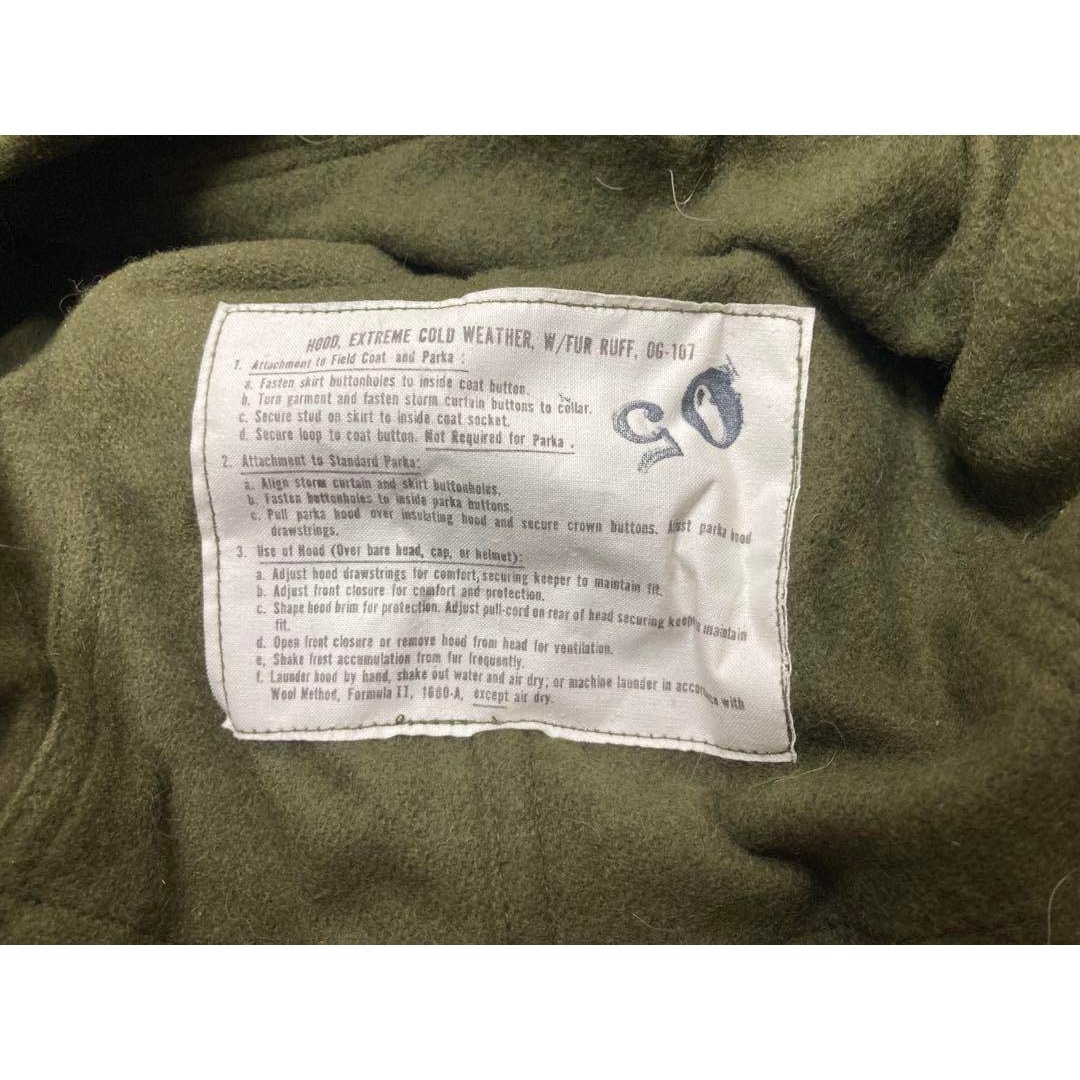 HOOD, EXTREME COLD WEATHER, W/FUR RUFF, OG-107
1. Attachment to Field Coat and Parka :
a. Fasten skirt buttonholes to inside coat button.
b. Turn garment and fasten storm curtain buttons to collar.
c. Secure stud on skirt to inside coat socket.
d. Secure loop to coat button. Not Required for Parka .
2. Attachment to Standard Parka:
a. Align storm curtain and skirt buttonholes.
b. Fasten buttonholes to inside parka buttons.
c. Pull parka hood over insulating hood and secure crown buttons. Adjust parka hood
drawstrings.
3. Use of Hood (Over bare head, cap, or helmet):
a. Adjust hood drawstrings for comfort, securing keeper to maintain fit.
b. Adjust front closure for comfort and protection.
c. Shape hood brim for protection. Adjust pull-cord on rear of head securing keeper maintain
fit.
d. Open front closure or remove hood from head for ventilation.
e, Shake frost accumulation from fur frequently.
f. Launder hood by hand, shake out water and air dry; or machine launder in accordance with
Wool Method, Formula II, 1680-A, except air dry.
50